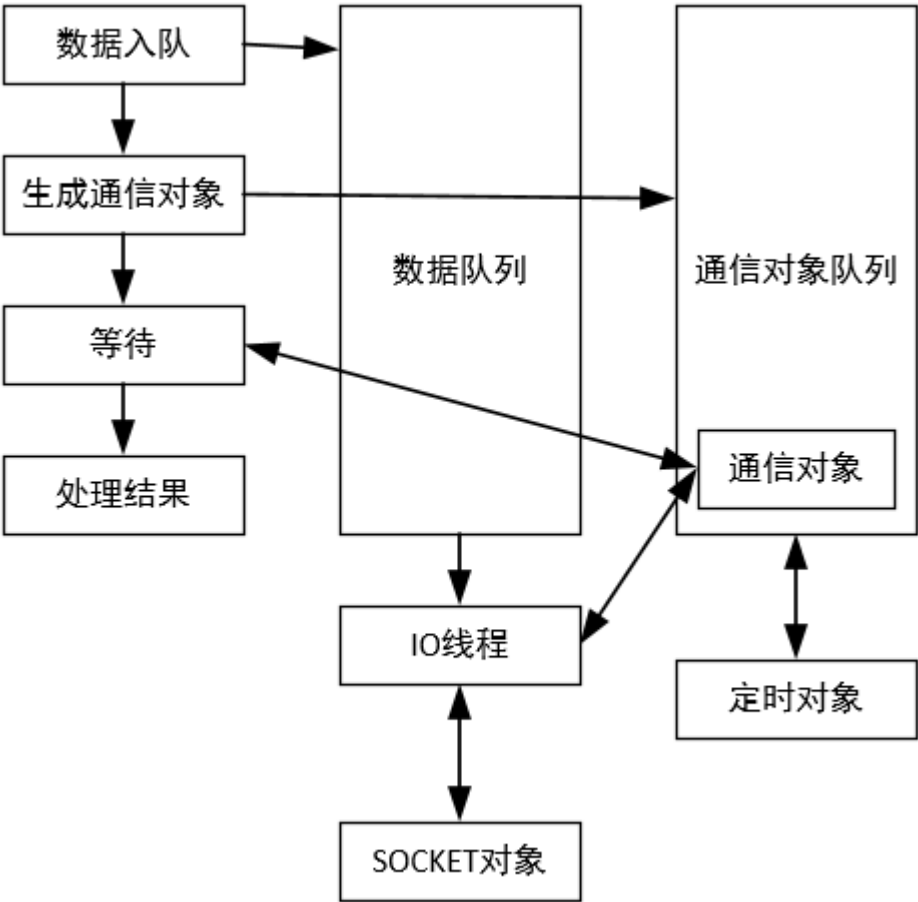 数据入队
生成通信对象
等待
处理结果
数据队列
通信对象队列
通信对象
IO线程
定时对象
SOCKET对象